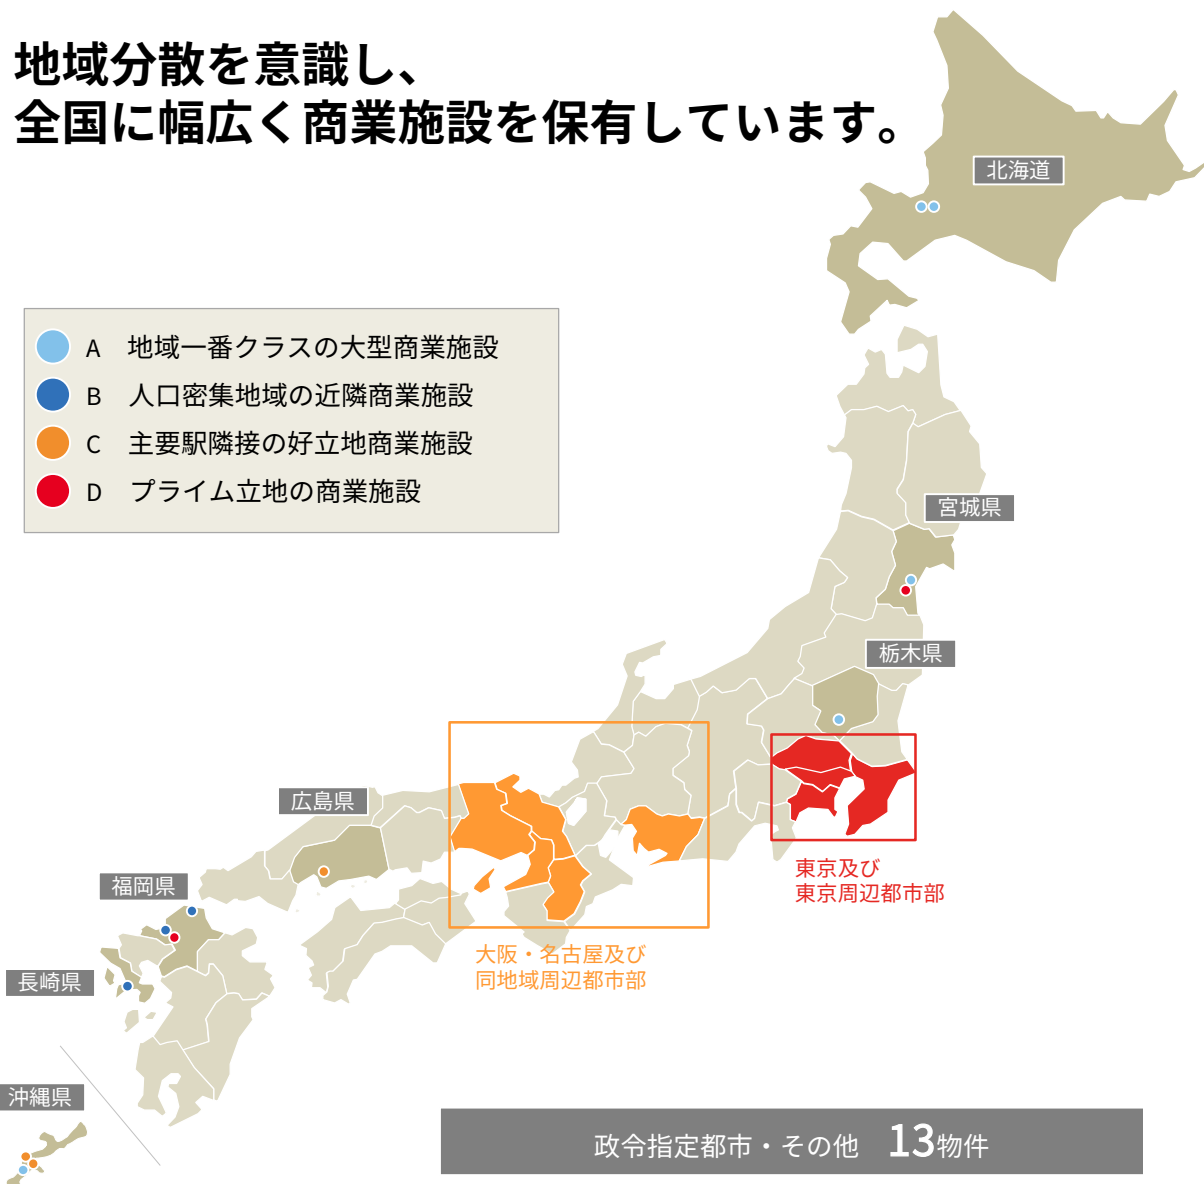 地域分散を意識し、
全国に幅広く商業施設を保有しています。
北海道
A 地域一番クラスの大型商業施設
B 人口密集地域の近隣商業施設
C 主要駅隣接の好立地商業施設
D プライム立地の商業施設
宮城県
栃木県
広島県
東京及び
東京周辺都市部
福岡県
大阪・名古屋及び
同地域周辺都市部
長崎県
沖縄県
政令指定都市・その他 13物件